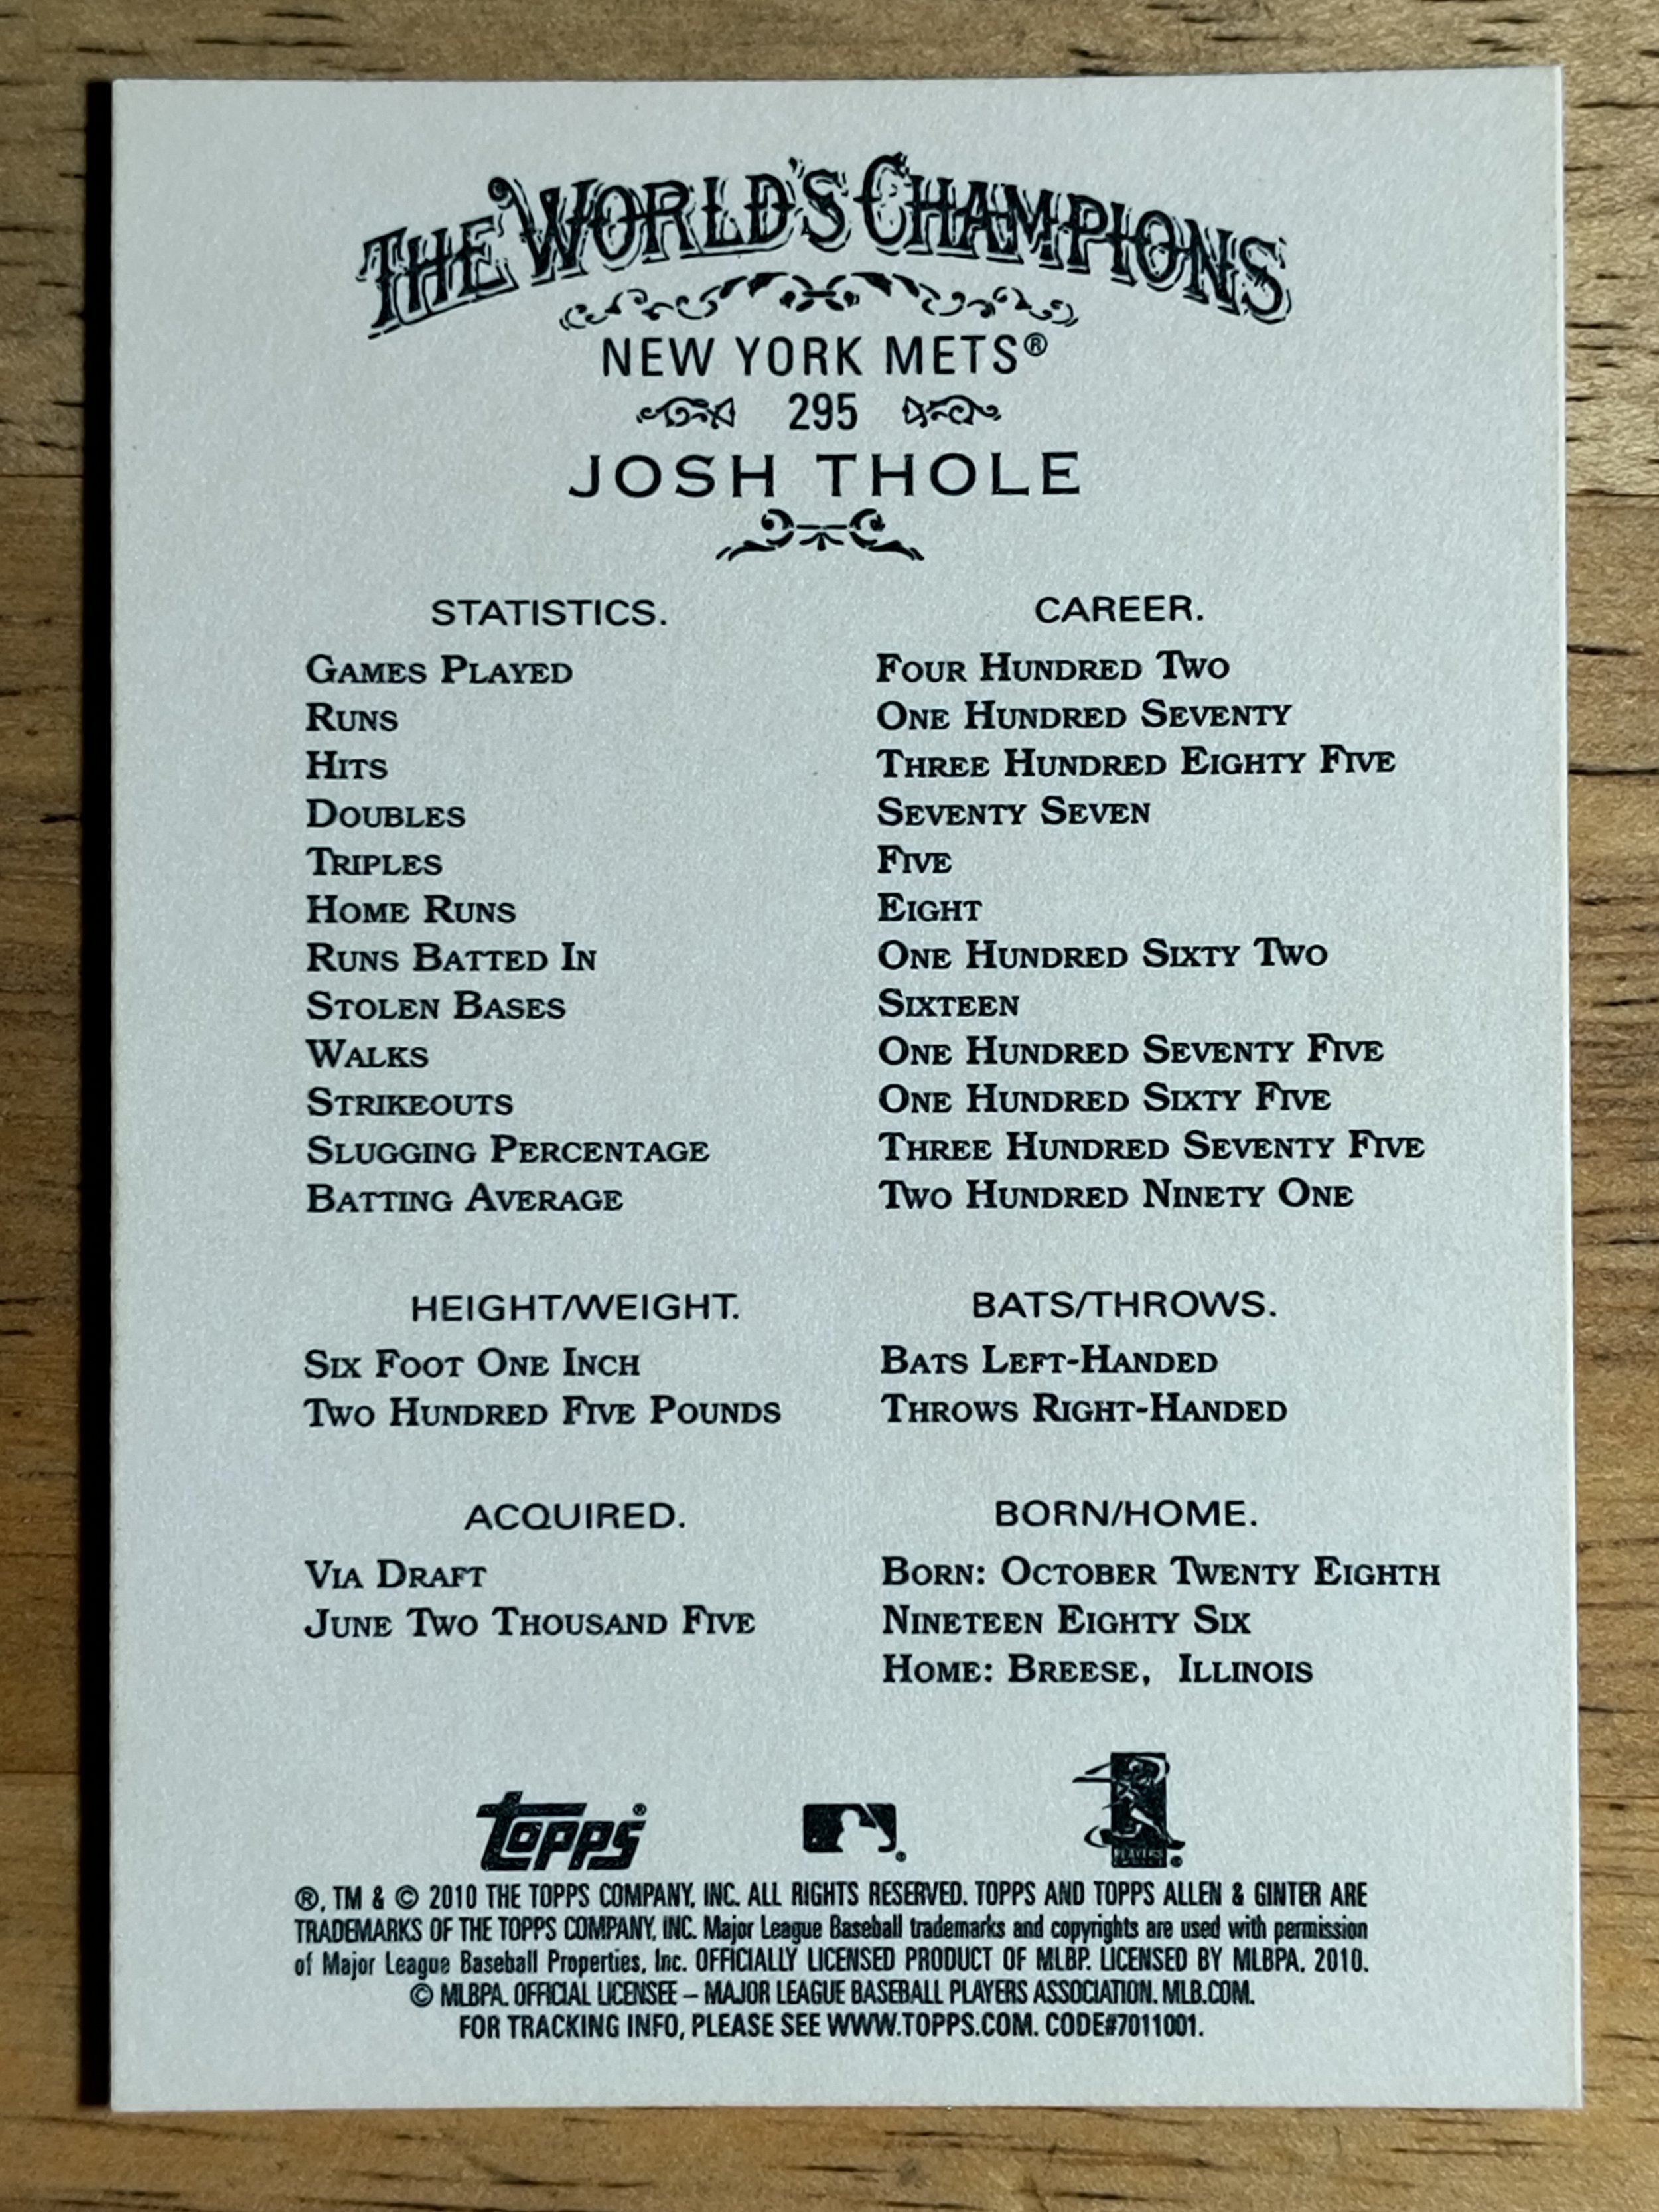 THE WORLD'S CHAMPIONS
NEW YORK METS®
295
JOSH THOLE
STATISTICS. CAREER.
GAMES PLAYED FOUR HUNDRED TWO
RUNS ONE HUNDRED SEVENTY
HITS THREE HUNDRED EIGHTY FIVE
DOUBLES SEVENTY SEVEN
TRIPLES FIVE
HOME RUNS EIGHT
RUNS BATTED IN ONE HUNDRED SIXTY TWO
STOLEN BASES SIXTEEN
WALKS ONE HUNDRED SEVENTY FIVE
STRIKEOUTS ONE HUNDRED SIXTY FIVE
SLUGGING PERCENTAGE THREE HUNDRED SEVENTY FIVE
BATTING AVERAGE TWO HUNDRED NINETY ONE
HEIGHT/WEIGHT. BATS/THROWS.
SIX FOOT ONE INCH BATS LEFT-HANDED
TWO HUNDRED FIVE POUNDS THROWS RIGHT-HANDED
ACQUIRED. BORN/HOME.
VIA DRAFT BORN: OCTOBER TWENTY EIGHTH
JUNE TWO THOUSAND FIVE NINETEEN EIGHTY SIX
HOME: BREESE, ILLINOIS
Topps® ® PLAYERS ®
®, TM & © 2010 THE TOPPS COMPANY, INC. ALL RIGHTS RESERVED. TOPPS AND TOPPS ALLEN & GINTER ARE
TRADEMARKS OF THE TOPPS COMPANY, INC. Major League Baseball trademarks and copyrights are used with permission
of Major League Baseball Properties, Inc. OFFICIALLY LICENSED PRODUCT OF MLBP. LICENSED BY MLBPA, 2010.
© MLBPA. OFFICIAL LICENSEE – MAJOR LEAGUE BASEBALL PLAYERS ASSOCIATION. MLB.COM.
FOR TRACKING INFO, PLEASE SEE WWW.TOPPS.COM. CODE#7011001.